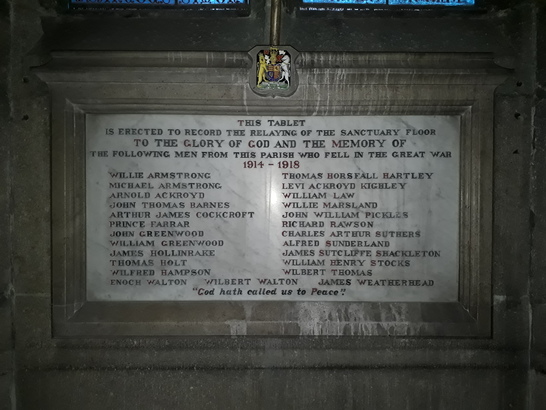 THIS TABLET
IS ERECTED TO RECORD THE RELAYING OF THE SANCTUARY FLOOR
TO THE GLORY OF GOD AND THE MEMORY OF
THE FOLLOWING MEN FROM THIS PARISH WHO FELL IN THE GREAT WAR
1914 - 1918
WILLIE ARMSTRONG
MICHAEL ARMSTRONG
ARNOLD ACKROYD
JOHN THOMAS BARNES
ARTHUR JAMES COCKCROFT
PRINCE FARRAR
JOHN GREENWOOD
WILLIAM GREENWOOD
JAMES HOLLINRAKE
THOMAS HOLT
WILFRED HAMPSON
THOMAS HORSFALL HARTLEY
LEVI ACKROYD KIGHLEY
WILLIAM LAW
WILLIE MARSLAND
JOHN WILLIAM PICKLES
RICHARD RAWSON
CHARLES ARTHUR SUTHERS
ALFRED SUNDERLAND
JAMES SUTCLIFFE SHACKLETON
WILLIAM HENRY STOCKS
WILBERT THOMAS
ENOCH WALTON WILBERT WALTON JAMES WEATHERHEAD
"God hath called us to Peace".